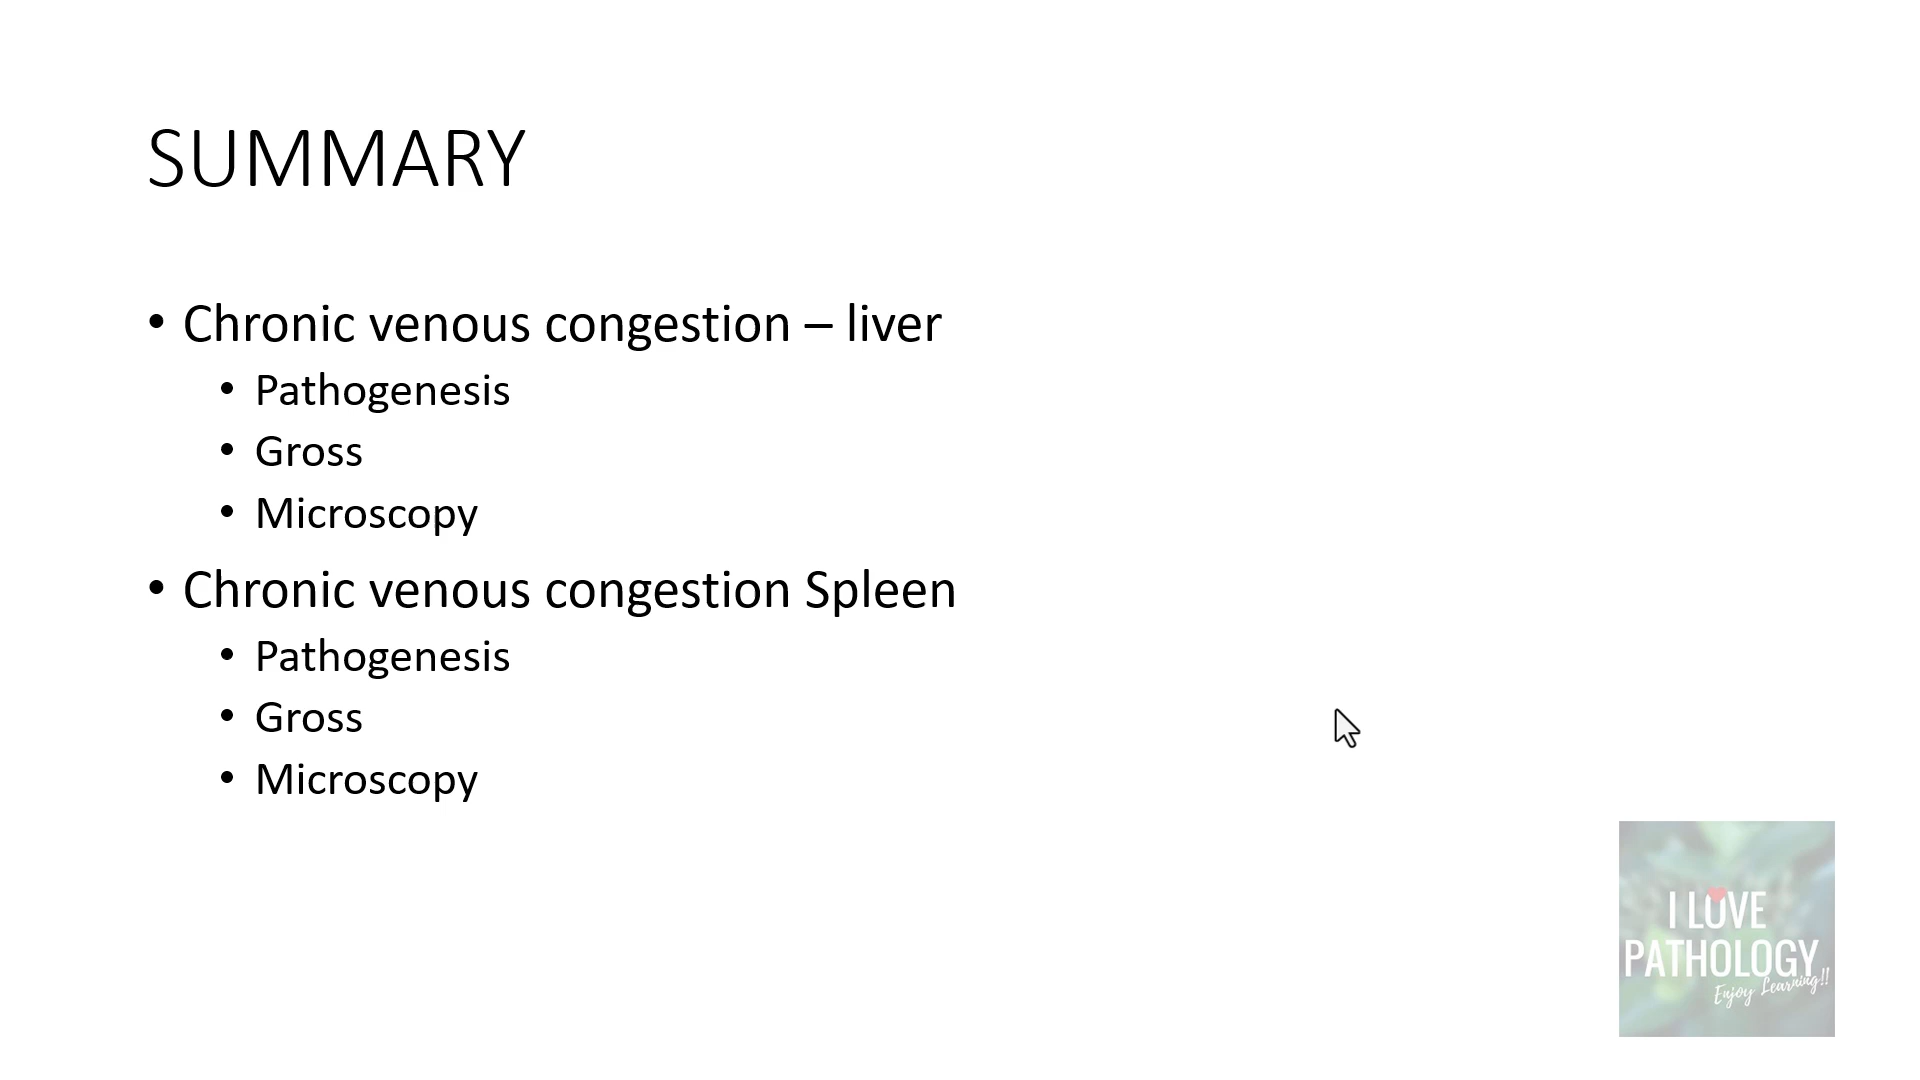 SUMMARY
• Chronic venous congestion – liver
• Pathogenesis
• Gross
• Microscopy
• Chronic venous congestion Spleen
• Pathogenesis
• Gross
• Microscopy
I LOVE
PATHOLOGY
Enjoy Learning!!